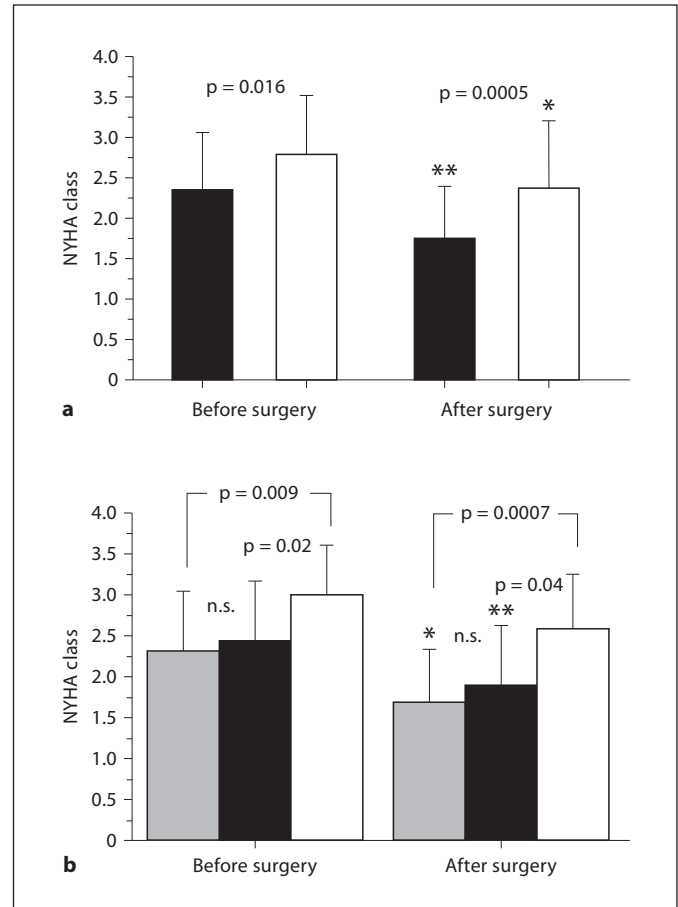 4.0
3.5
3.0
2.5
2.0
1.5
1.0
0.5
0
NYHA class
p = 0.016
p = 0.0005
**
*
Before surgery
After surgery
a
4.0
3.5
3.0
2.5
2.0
1.5
1.0
0.5
0
NYHA class
p = 0.009
p = 0.02
n.s.
p = 0.0007
p = 0.04
*
n.s.
**
Before surgery
After surgery
b